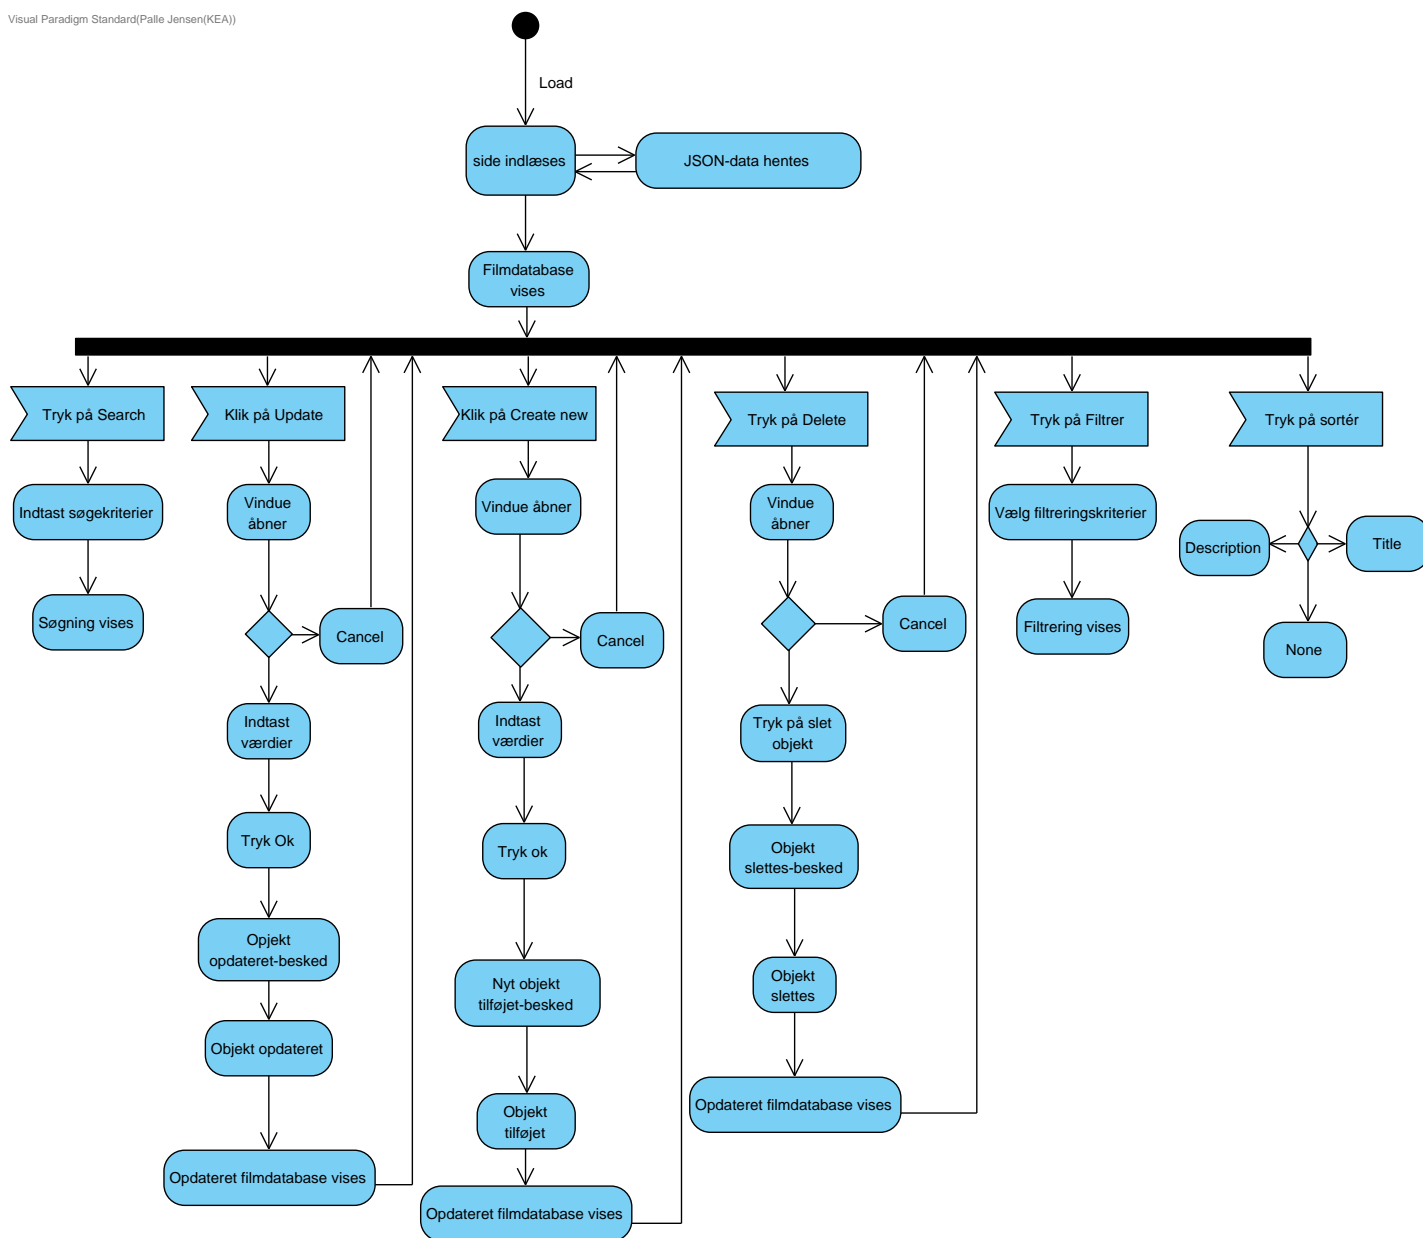 Visual Paradigm Standard(Palle Jensen(KEA))
Load
side indlæses
JSON-data hentes
Filmdatabase
vises
Tryk på Search
Klik på Update
Klik på Create new
Tryk på Delete
Tryk på Filtrer
Tryk på sortér
Indtast søgekriterier
Vindue
åbner
Vindue åbner
Vindue
åbner
Vælg filtreringskriterier
Description
Title
Søgning vises
Cancel
Cancel
Cancel
Filtrering vises
None
Indtast
værdier
Indtast
værdier
Tryk på slet
objekt
Tryk Ok
Tryk ok
Objekt
slettes-besked
Opjekt
opdateret-besked
Nyt objekt
tilføjet-besked
Objekt
slettes
Objekt opdateret
Objekt
tilføjet
Opdateret filmdatabase vises
Opdateret filmdatabase vises
Opdateret filmdatabase vises